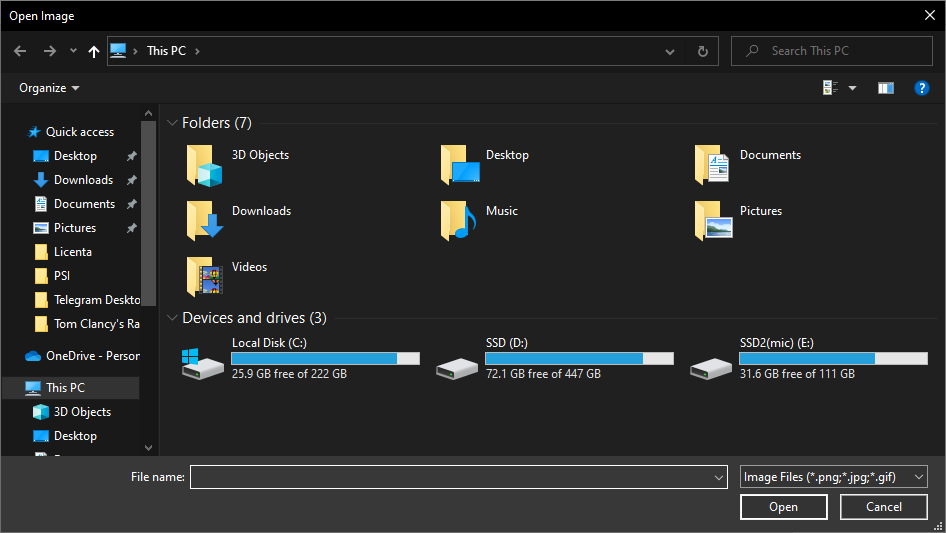 Open Image
This PC
Search This PC
Organize
Quick access
Desktop
Downloads
Documents
Pictures
Licenta
PSI
Telegram Deskto
Tom Clancy's Ra
OneDrive - Person
This PC
3D Objects
Desktop
Folders (7)
3D Objects
Desktop
Documents
Downloads
Music
Pictures
Videos
Devices and drives (3)
Local Disk (C:)
25.9 GB free of 222 GB
SSD (D:)
72.1 GB free of 447 GB
SSD2(mic) (E:)
31.6 GB free of 111 GB
File name:
Image Files (*.png;*.jpg;*.gif)
Open
Cancel